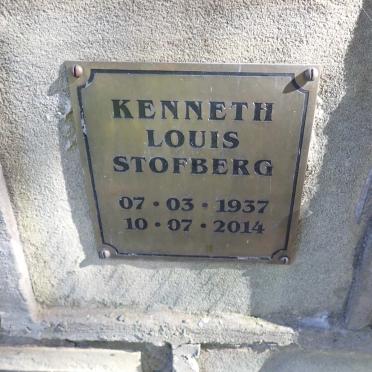 KENNETH
LOUIS
STOFBERG
07 • 03 • 1937
10 • 07 • 2014